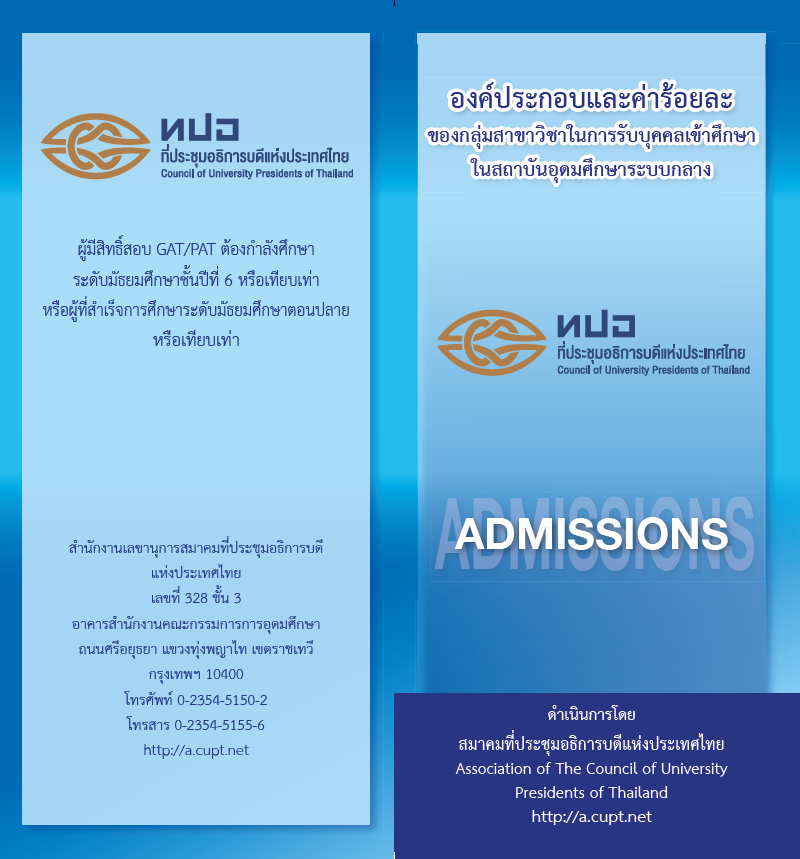 ทปอ
ที่ประชุมอธิการบดีแห่งประเทศไทย
Council of University Presidents of Thailand
ผู้มีสิทธิ์สอบ GAT/PAT ต้องกำลังศึกษา
ระดับมัธยมศึกษาชั้นปีที่ 6 หรือเทียบเท่า
หรือผู้ที่สำเร็จการศึกษาระดับมัธยมศึกษาตอนปลาย
หรือเทียบเท่า
สำนักงานเลขานุการสมาคมที่ประชุมอธิการบดี
แห่งประเทศไทย
เลขที่ 328 ชั้น 3
อาคารสำนักงานคณะกรรมการการอุดมศึกษา
ถนนศรีอยุธยา แขวงทุ่งพญาไท เขตราชเทวี
กรุงเทพฯ 10400
โทรศัพท์ 0-2354-5150-2
โทรสาร 0-2354-5155-6
http://a.cupt.net
องค์ประกอบและค่าร้อยละ
ของกลุ่มสาขาวิชาในการรับบุคคลเข้าศึกษา
ในสถาบันอุดมศึกษาระบบกลาง
ทปอ
ที่ประชุมอธิการบดีแห่งประเทศไทย
Council of University Presidents of Thailand
ADMISSIONS
ADMISSIONS
ดำเนินการโดย
สมาคมที่ประชุมอธิการบดีแห่งประเทศไทย
Association of The Council of University
Presidents of Thailand
http://a.cupt.net